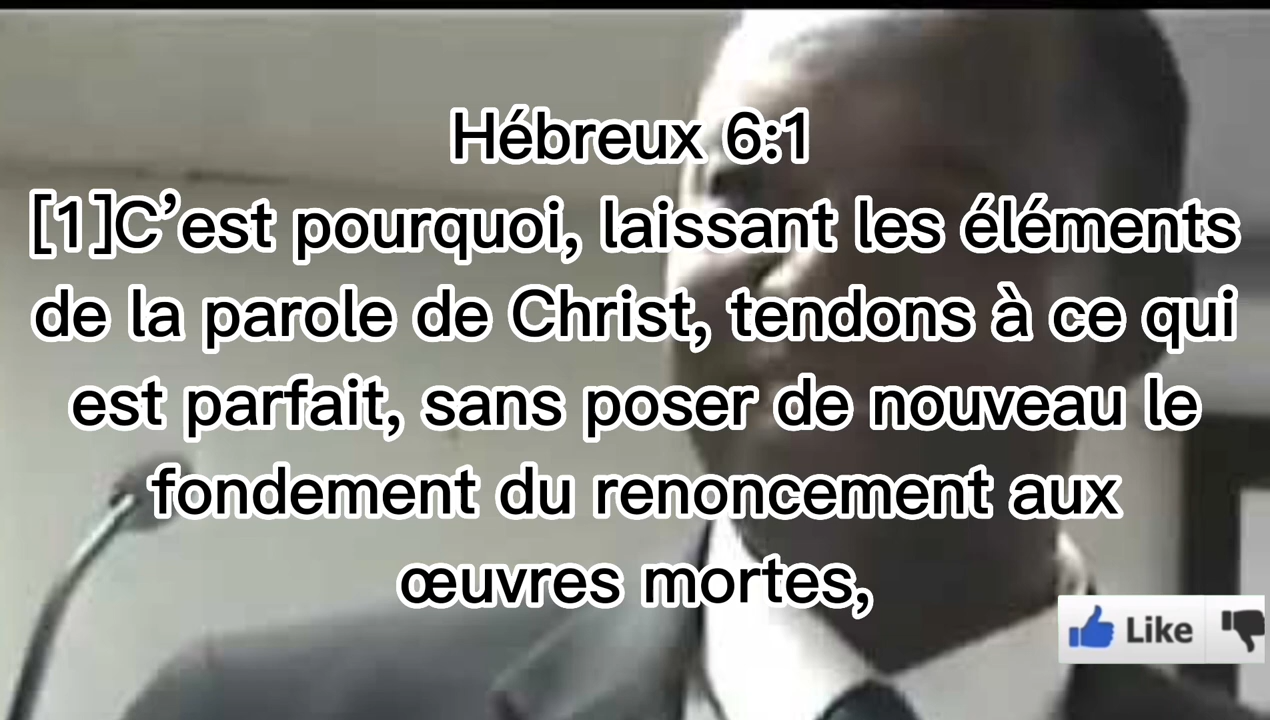 Hébreux 6:1
[1]C’est pourquoi, laissant les éléments
de la parole de Christ, tendons à ce qui
est parfait, sans poser de nouveau le
fondement du renoncement aux
œuvres mortes,
Like